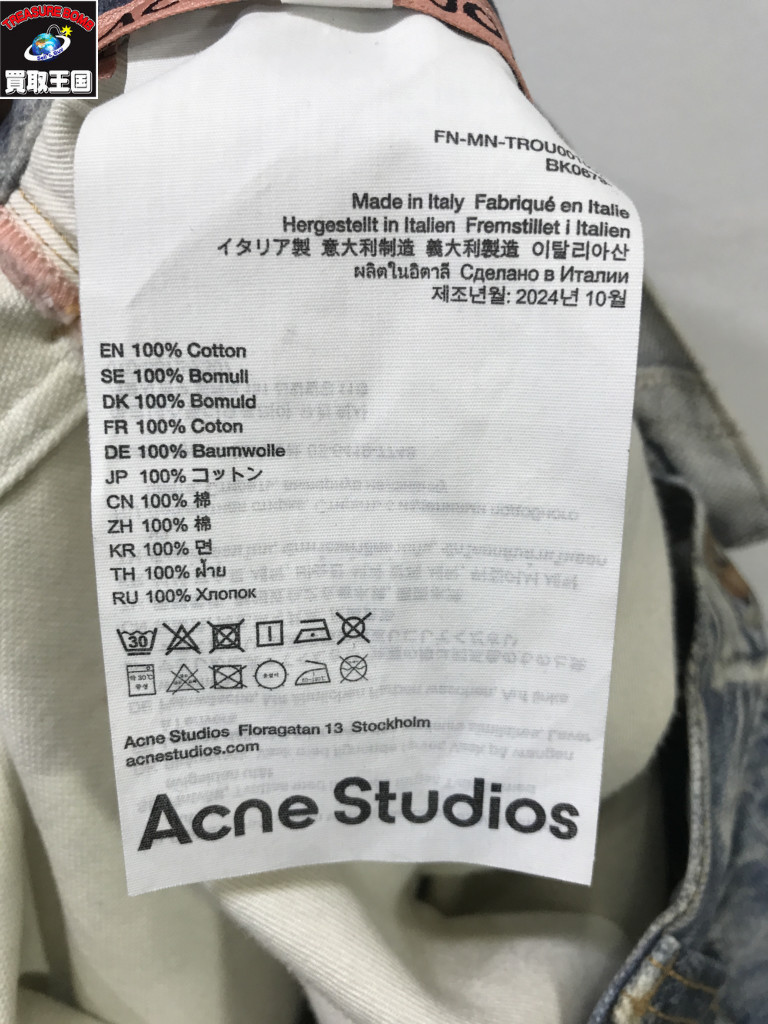 TREASURE BOMB
買取王国
FN-MN-TROU00
BK067
Made in Italy Fabriqué en Italie
Hergestellt in Italien Fremstillet i Italien
イタリア製 意大利制造 義大利製造 이탈리아산
ผลิตในอิตาลี Сделано в Италии
제조년월: 2024년 10월
EN 100% Cotton
SE 100% Bomull
DK 100% Bomuld
FR 100% Coton
DE 100% Baumwolle
JP 100% コットン
CN 100% 棉
ZH 100% 棉
KR 100% 면
TH 100% ฝ้าย
RU 100% Хлопок
30
Acne Studios Floragatan 13 Stockholm
acnestudios.com
Acne Studios